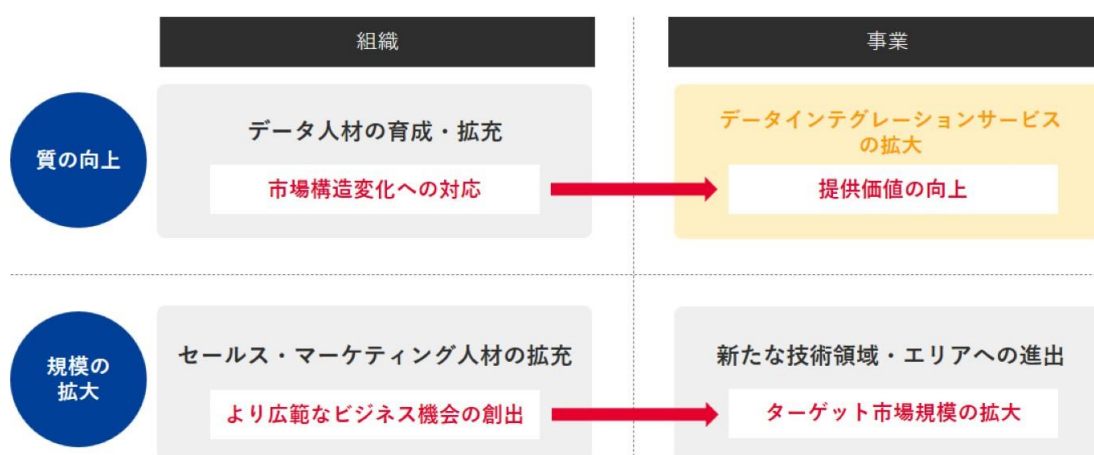 組織
事業
質の向上
データ人材の育成・拡充
市場構造変化への対応
データインテグレーションサービス
の拡大
提供価値の向上
規模の
拡大
セールス・マーケティング人材の拡充
より広範なビジネス機会の創出
新たな技術領域・エリアへの進出
ターゲット市場規模の拡大